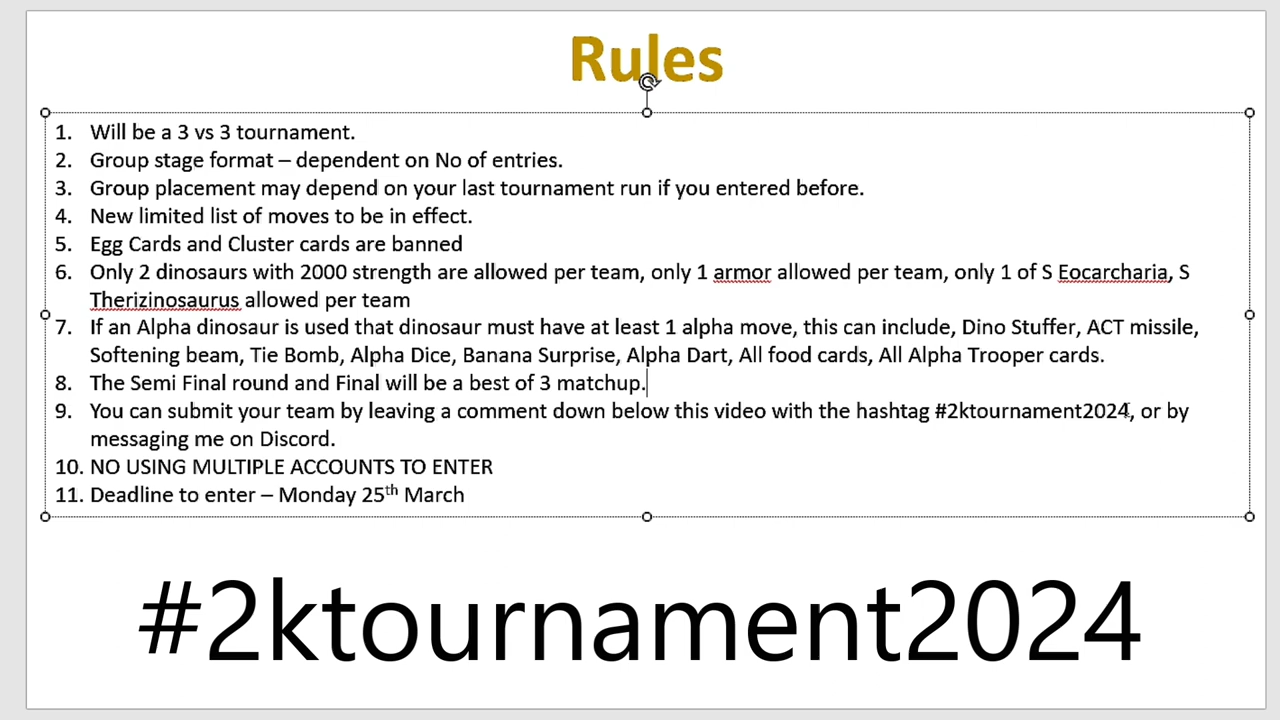 Rules
1. Will be a 3 vs 3 tournament.
2. Group stage format – dependent on No of entries.
3. Group placement may depend on your last tournament run if you entered before.
4. New limited list of moves to be in effect.
5. Egg Cards and Cluster cards are banned
6. Only 2 dinosaurs with 2000 strength are allowed per team, only 1 armor allowed per team, only 1 of S Eocarcharia, S
Therizinosaurus allowed per team
7. If an Alpha dinosaur is used that dinosaur must have at least 1 alpha move, this can include, Dino Stuffer, ACT missile,
Softening beam, Tie Bomb, Alpha Dice, Banana Surprise, Alpha Dart, All food cards, All Alpha Trooper cards.
8. The Semi Final round and Final will be a best of 3 matchup.
9. You can submit your team by leaving a comment down below this video with the hashtag #2ktournament2024, or by
messaging me on Discord.
10. NO USING MULTIPLE ACCOUNTS TO ENTER
11. Deadline to enter – Monday 25th March
#2ktournament2024